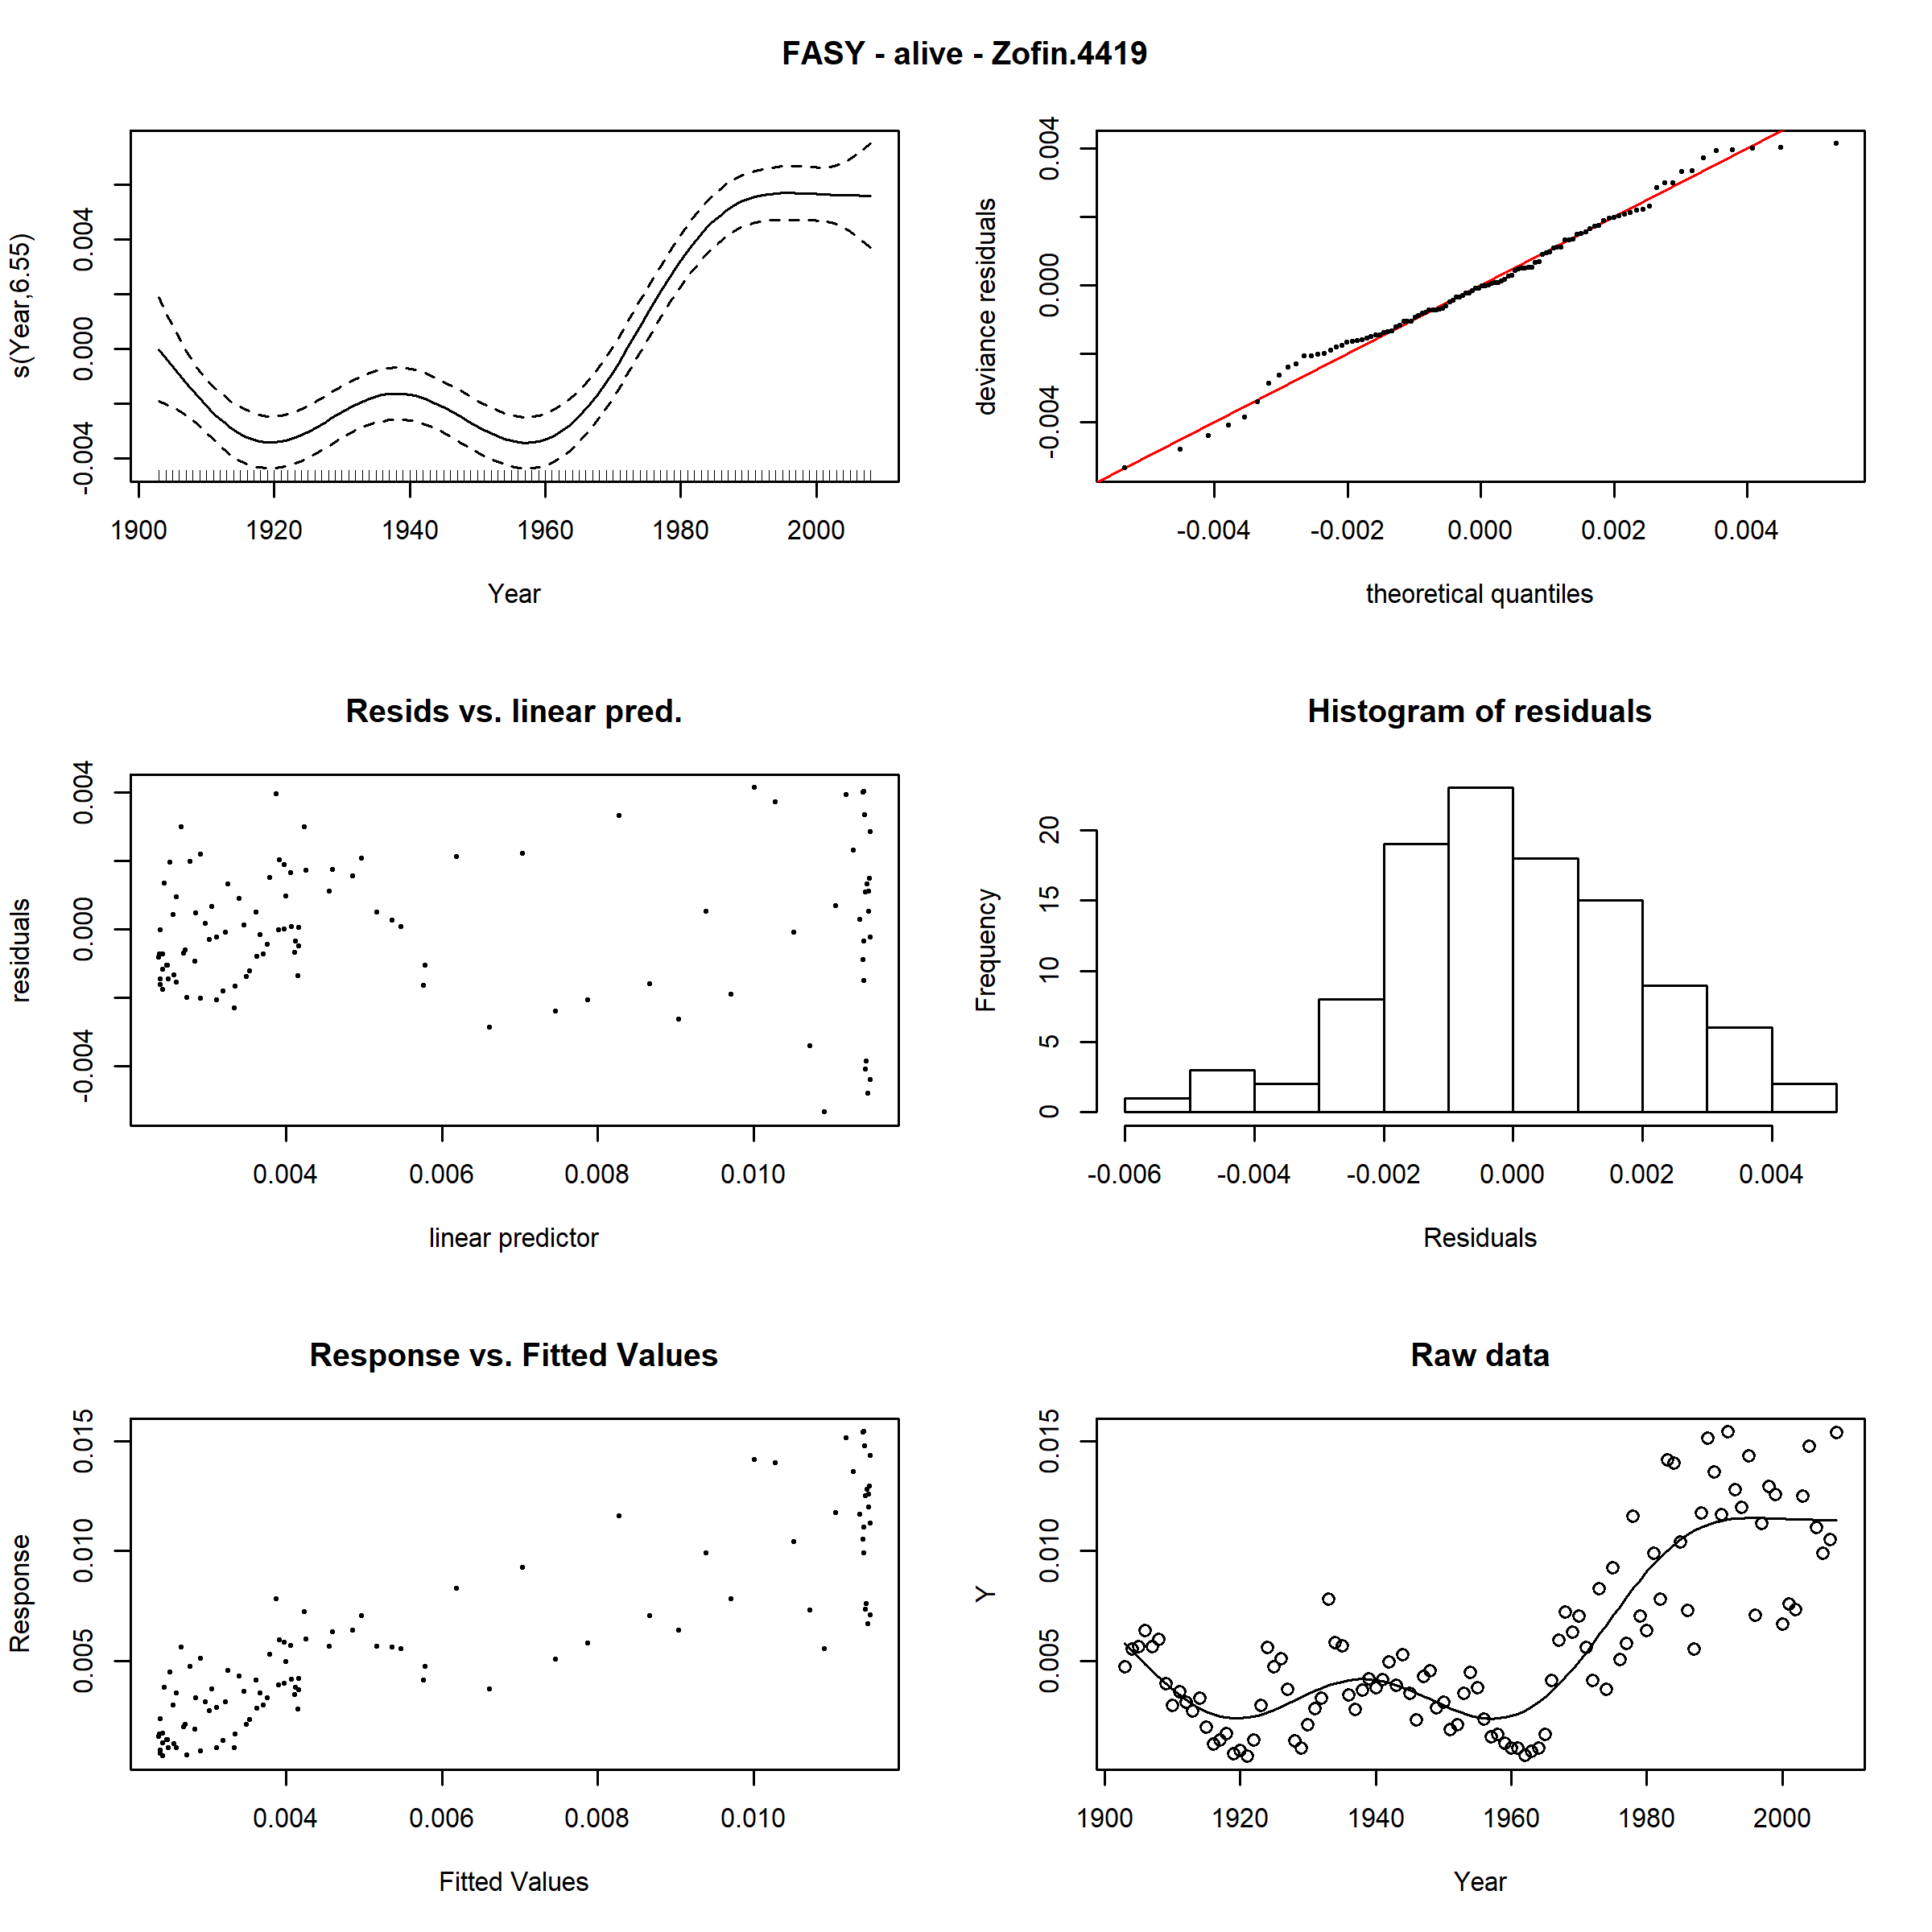 FASY - alive - Zofin.4419
s(Year,6.55)
-0.004 0.000 0.004
1900 1920 1940 1960 1980 2000
Year
deviance residuals
-0.004 0.000 0.004
-0.004 -0.002 0.000 0.002 0.004
theoretical quantiles
Resids vs. linear pred.
residuals
-0.004 0.000 0.004
0.004 0.006 0.008 0.010
linear predictor
Histogram of residuals
Frequency
0 5 10 15 20
-0.006 -0.004 -0.002 0.000 0.002 0.004
Residuals
Response vs. Fitted Values
Response
0.005 0.010 0.015
0.004 0.006 0.008 0.010
Fitted Values
Raw data
Y
0.005 0.010 0.015
1900 1920 1940 1960 1980 2000
Year